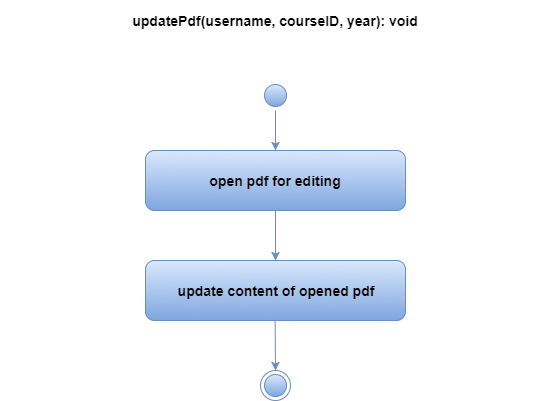 updatePdf(username, courseID, year): void
open pdf for editing
update content of opened pdf